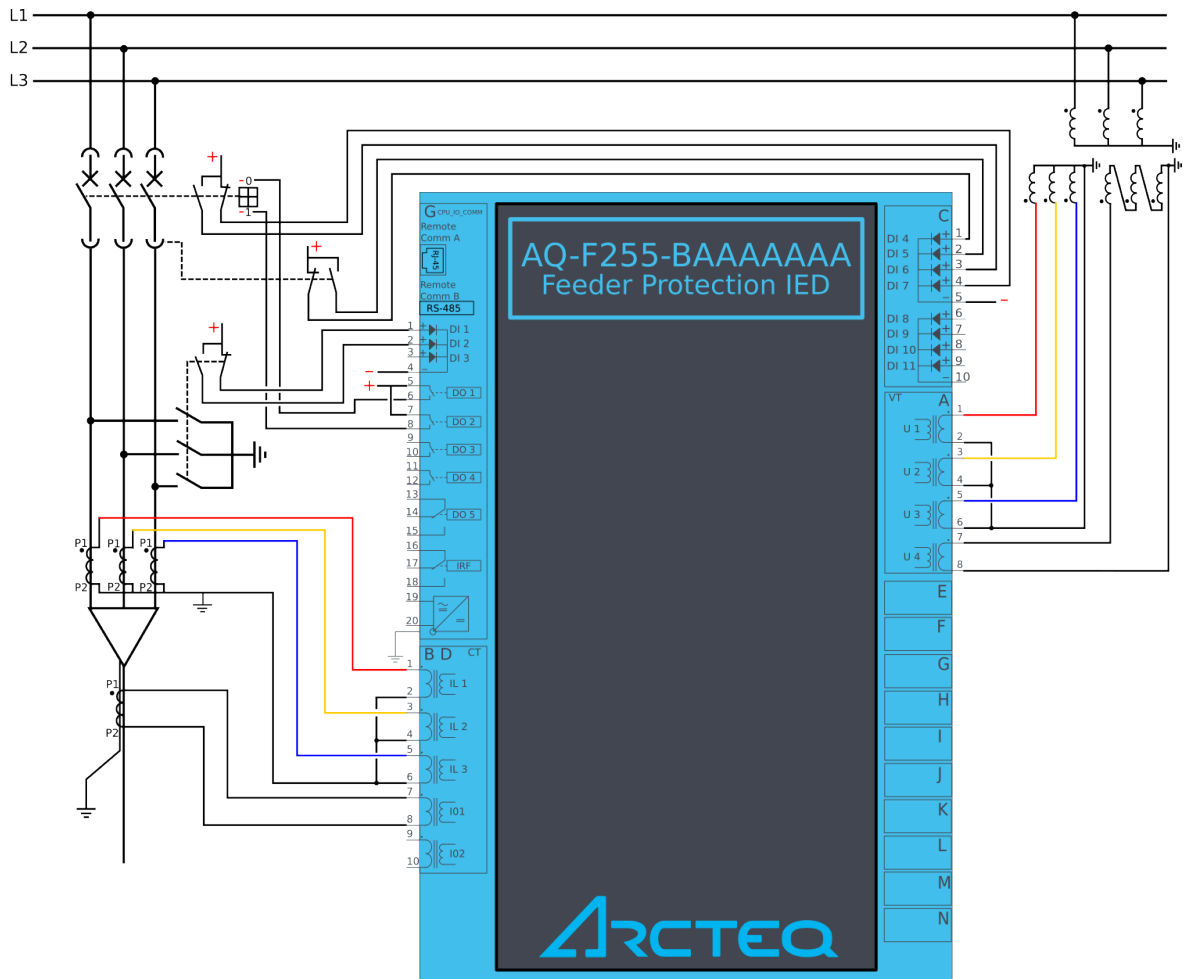 L1
L2
L3
+
-0
-1
+
+
G CPU_IO_COMM
Remote
Comm A
RJ-45
Remote
Comm B
RS-485
1 + DI 1
2 + DI 2
3 + DI 3
4 -
-
+
5
6 DO 1
7
8 DO 2
9
10 DO 3
11
12 DO 4
13
14 DO 5
15
16
17 IRF
18
19
20
B D CT
1
IL 1
2
3
IL 2
4
5
IL 3
6
7
I01
8
9
I02
10
P1 P1 P1
P2 P2 P2
P1
P2
AQ-F255-BAAAAAAA
Feeder Protection IED
ARCTEQ
C
DI 4 + 1
DI 5 + 2
DI 6 + 3
DI 7 + 4
- 5 -
DI 8 + 6
DI 9 + 7
DI 10 + 8
DI 11 + 9
- 10
VT A
1
U 1
2
3
U 2
4
5
U 3
6
7
U 4
8
E
F
G
H
I
J
K
L
M
N